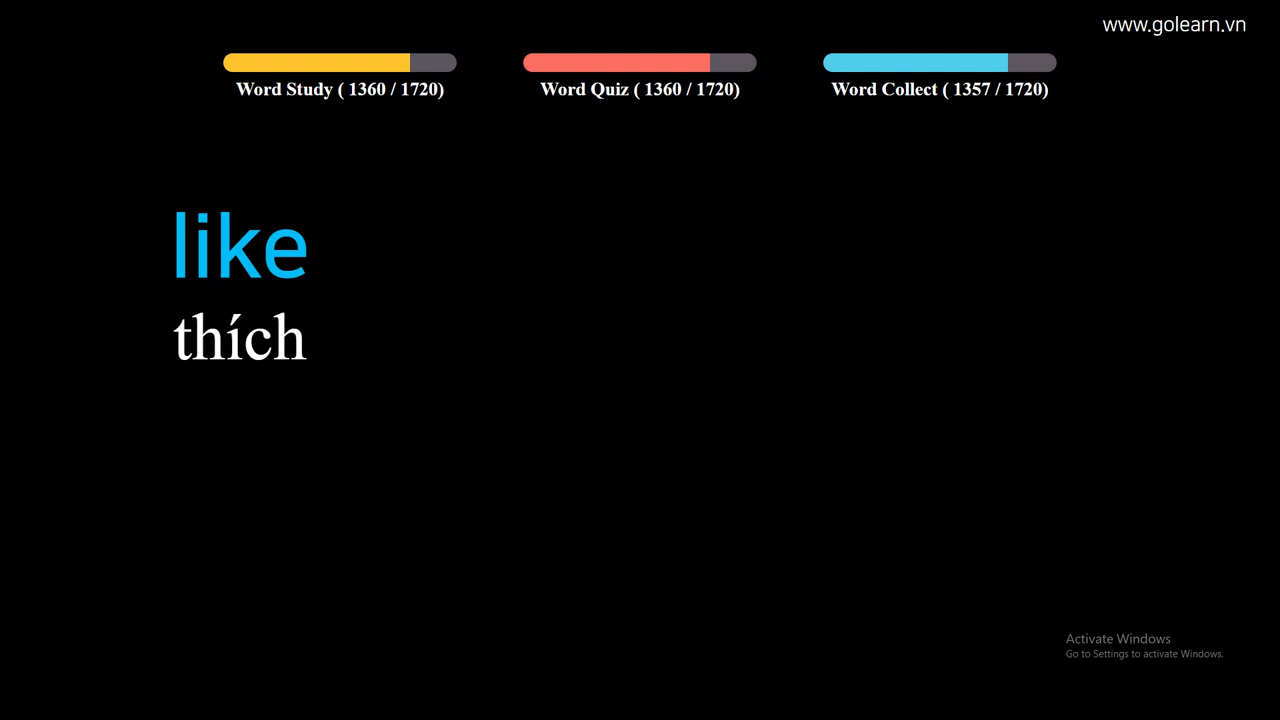 www.golearn.vn
Word Study ( 1360 / 1720)
Word Quiz ( 1360 / 1720)
Word Collect ( 1357 / 1720)
like
thích
Activate Windows
Go to Settings to activate Windows.